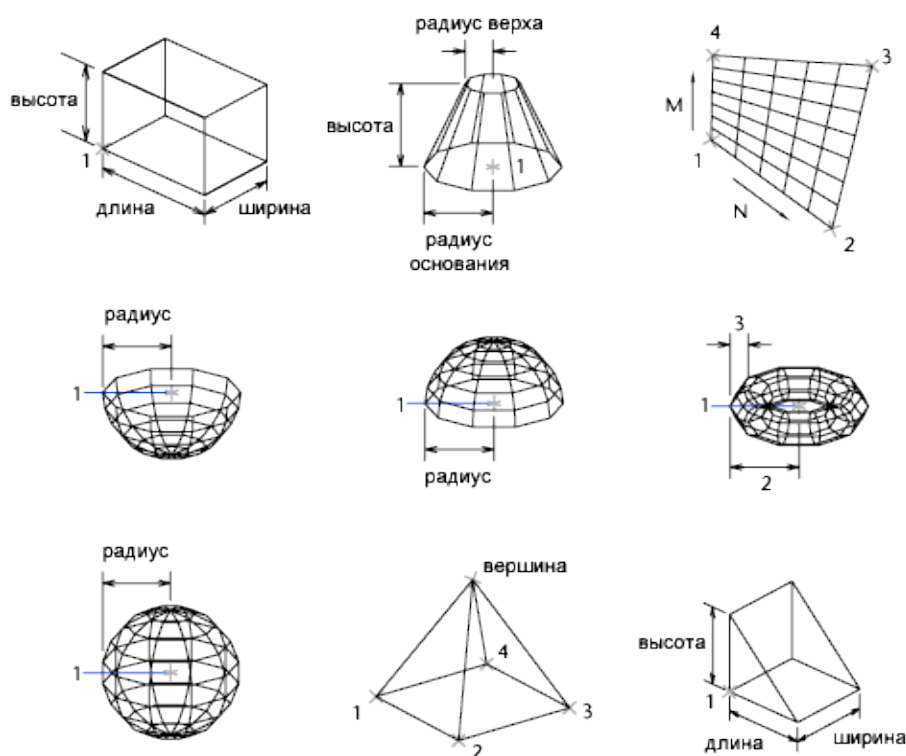 высота
1
длина
ширина
радиус верха
высота
1
радиус
основания
4
3
M
1
N
2
радиус
1
1
радиус
3
1
2
радиус
1
вершина
4
1
3
2
высота
1
длина
ширина